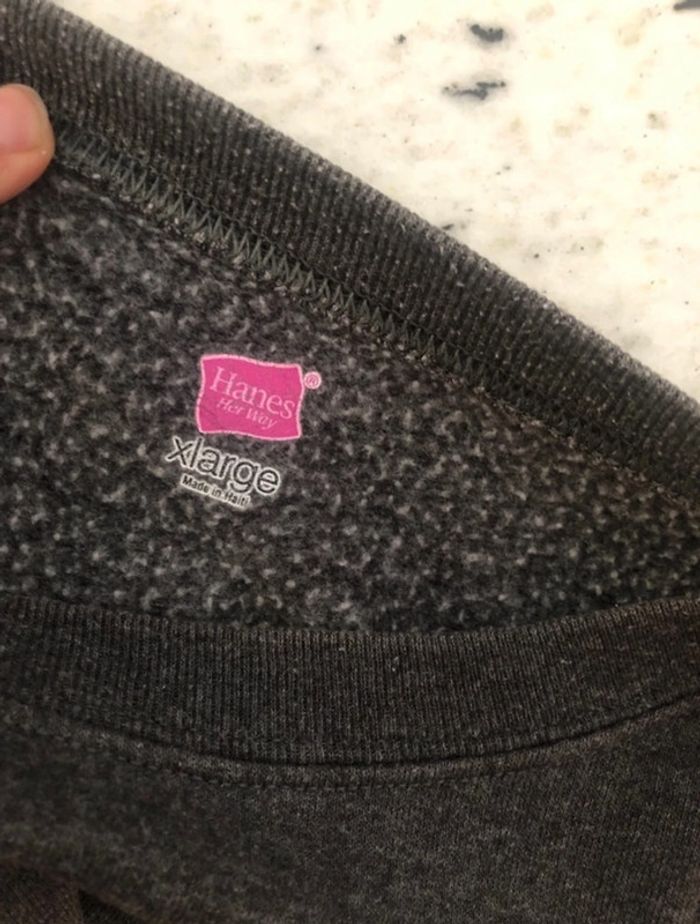 Hanes®
Her Way
xlarge
Made in Haiti